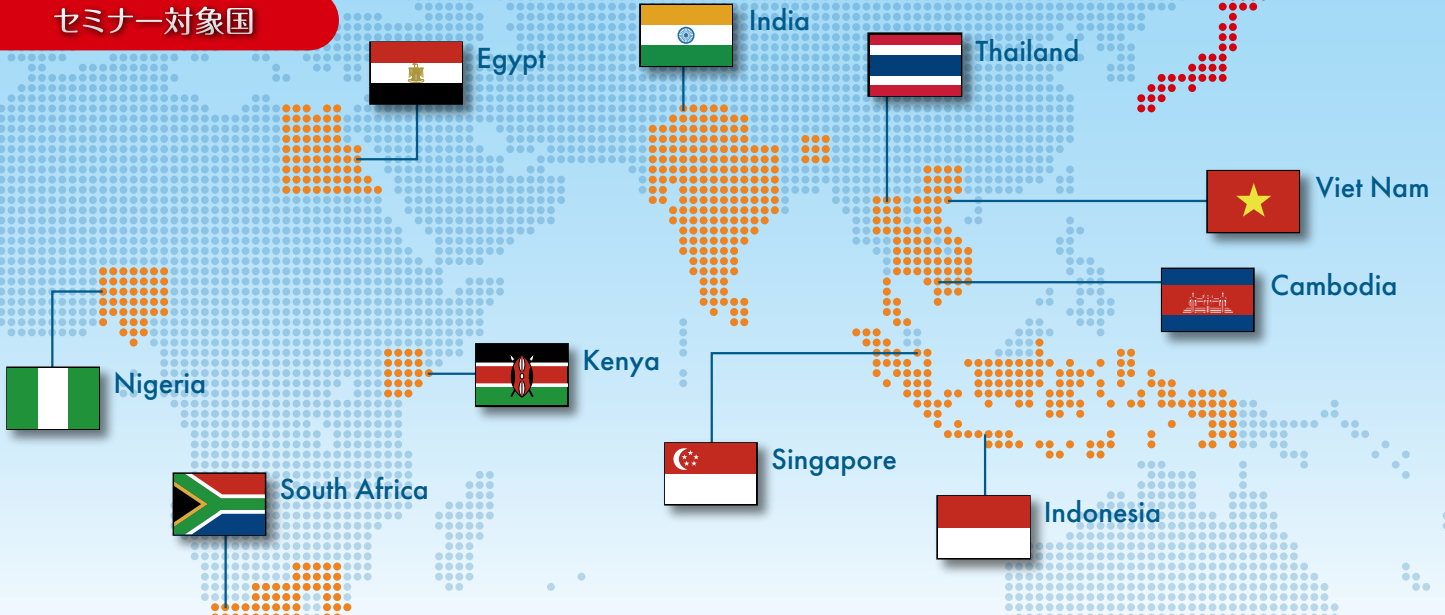 セミナー対象国
India
Egypt
Thailand
Viet Nam
Cambodia
Kenya
Nigeria
Singapore
South Africa
Indonesia